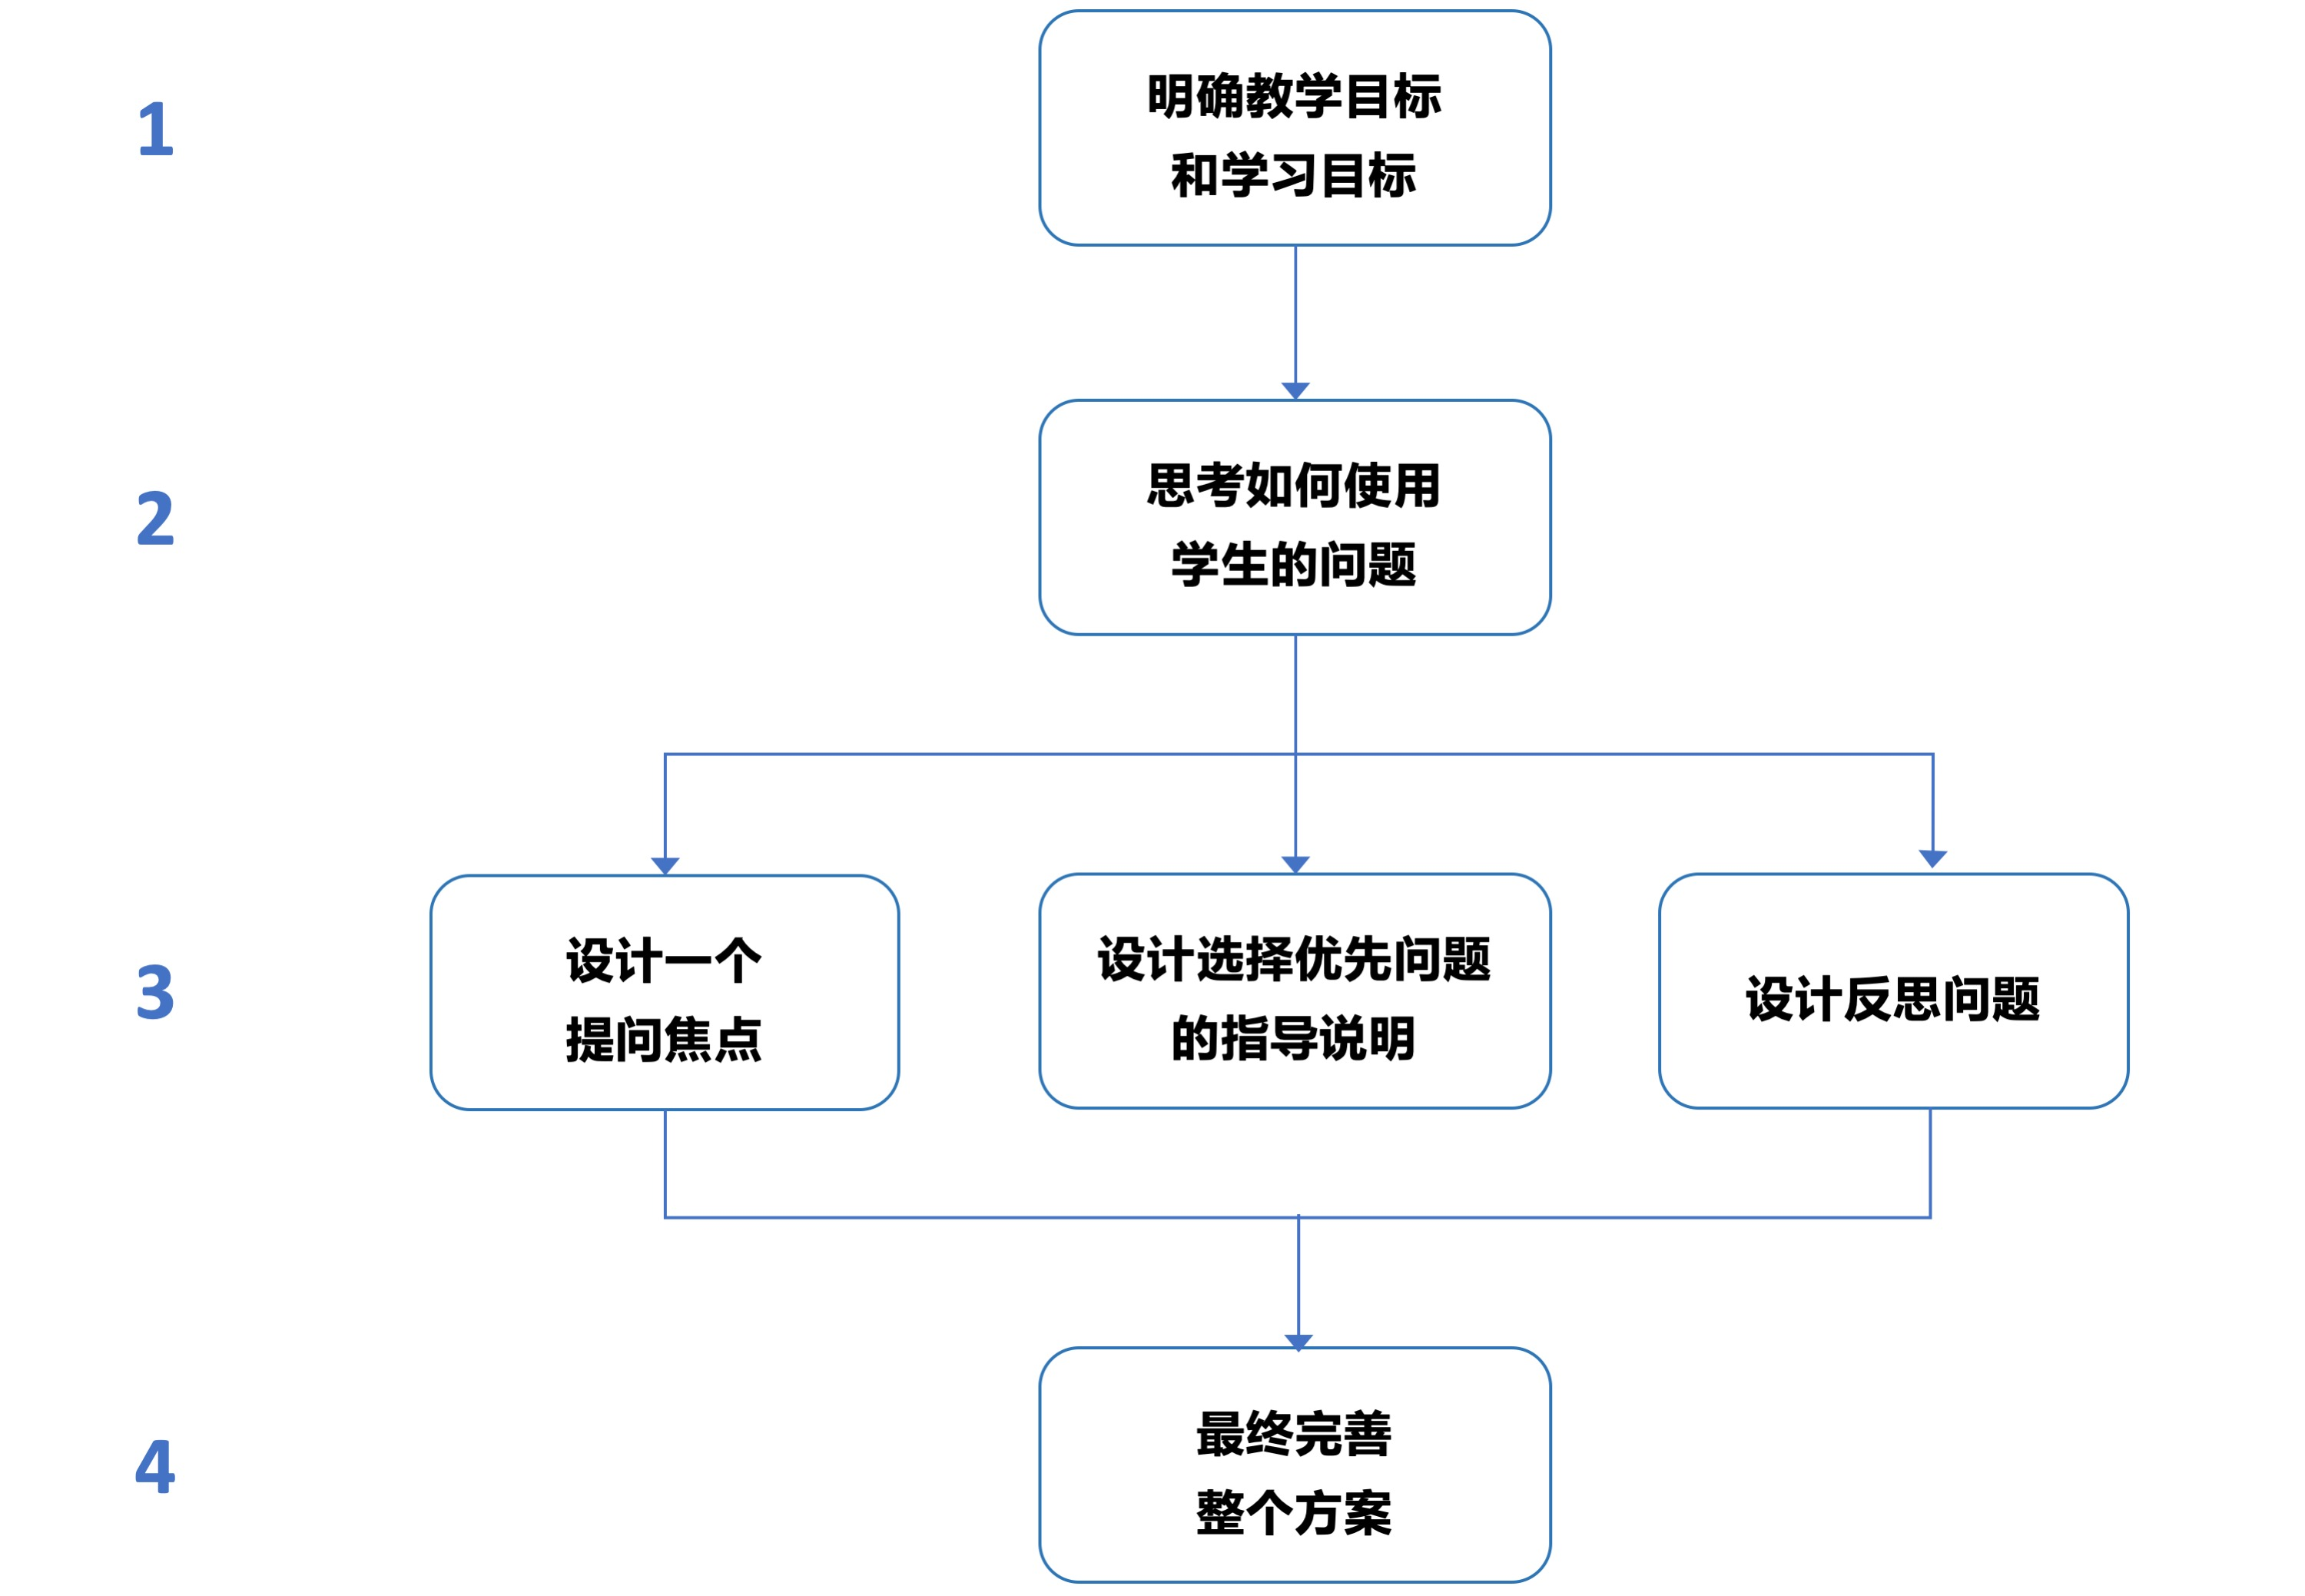 1
明确教学目标
和学习目标
2
思考如何使用
学生的问题
3
设计一个
提问焦点
设计选择优先问题
的指导说明
设计反思问题
4
最终完善
整个方案